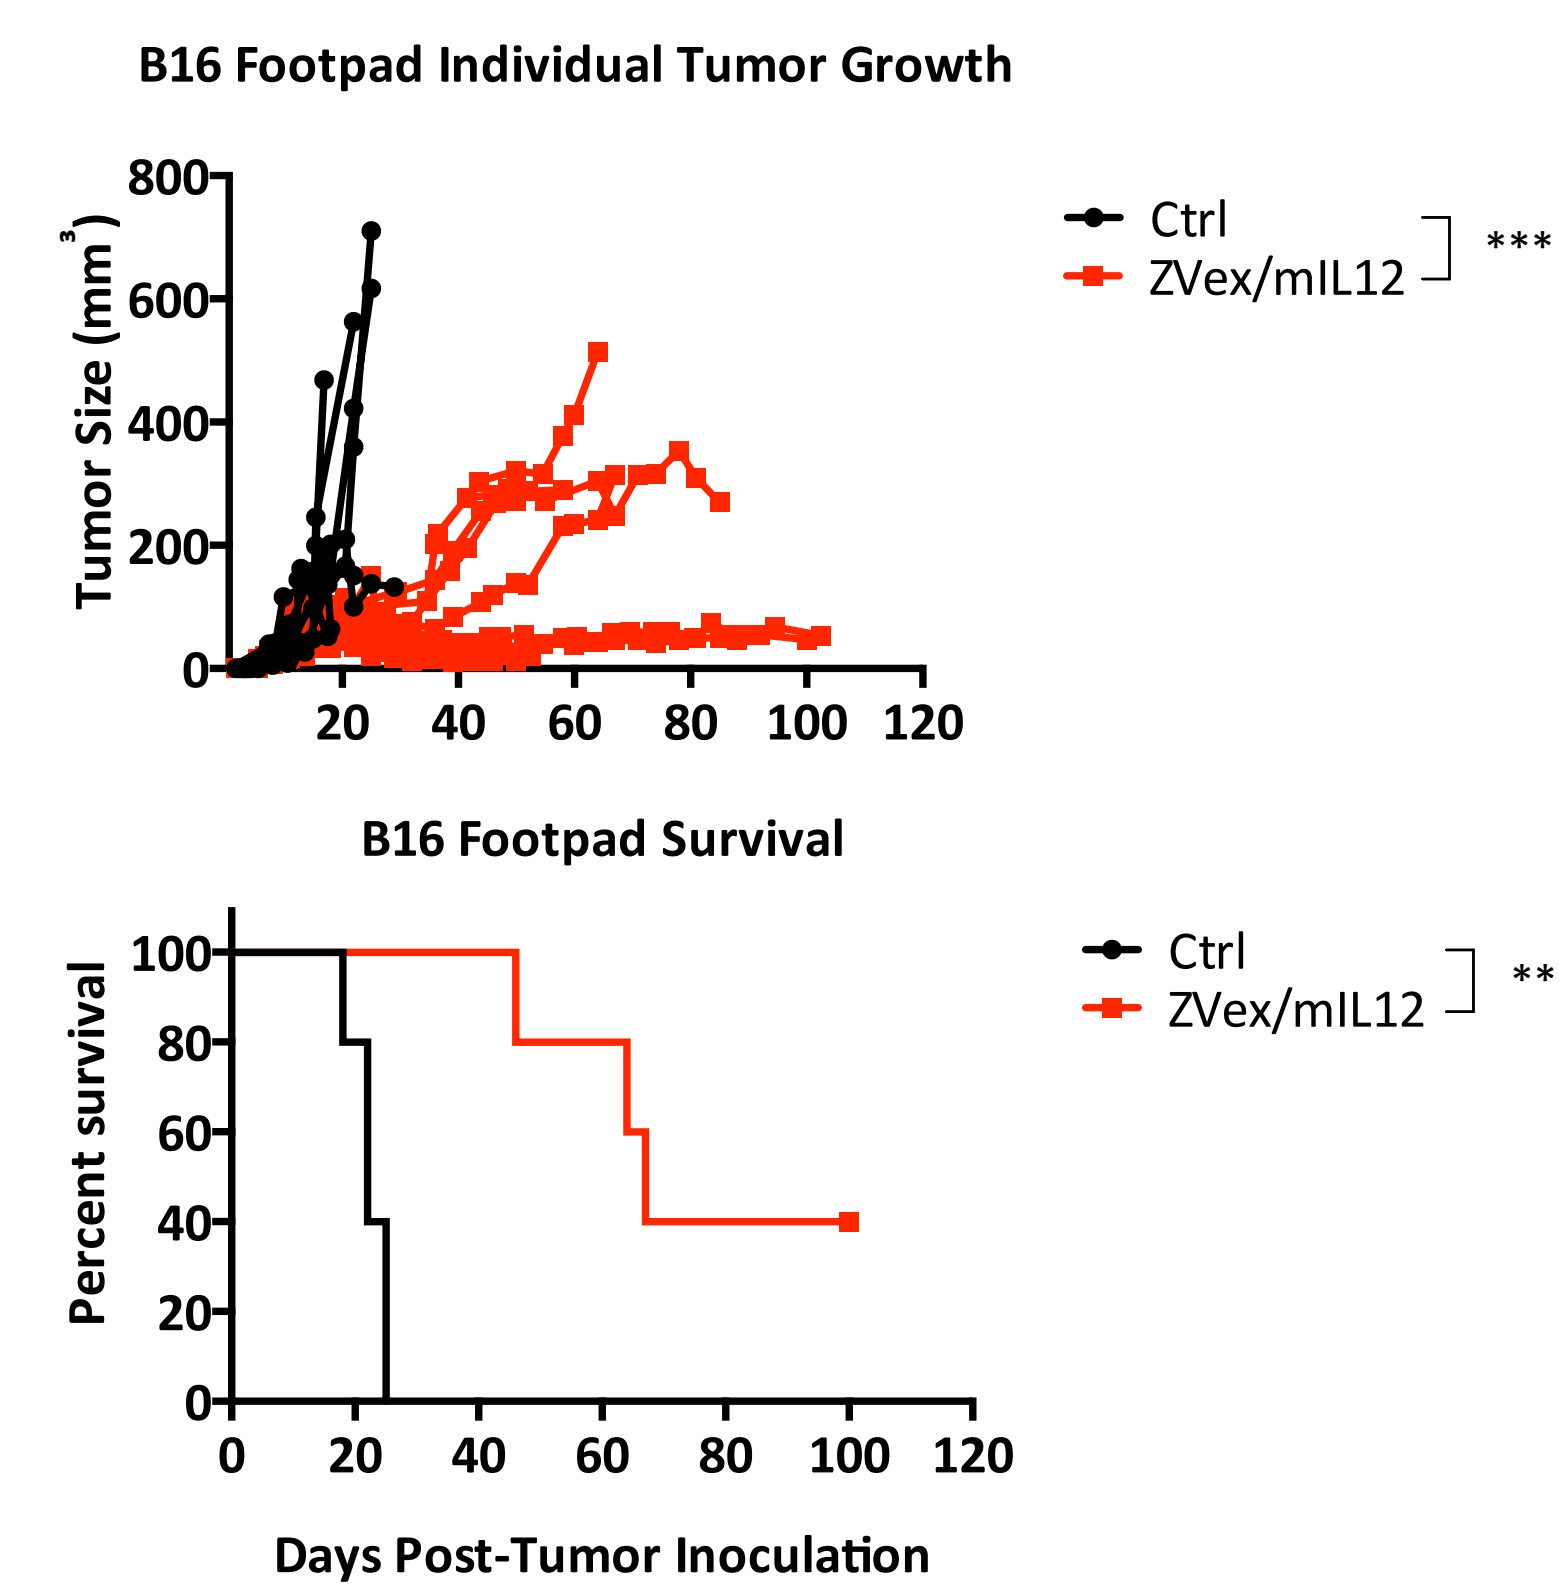 B16 Footpad Individual Tumor Growth
Tumor Size (mm³)
800
600
400
200
0
20 40 60 80 100 120
Ctrl
ZVex/mIL12
***
B16 Footpad Survival
Percent survival
100
80
60
40
20
0
0 20 40 60 80 100 120
Ctrl
ZVex/mIL12
**
Days Post-Tumor Inoculation